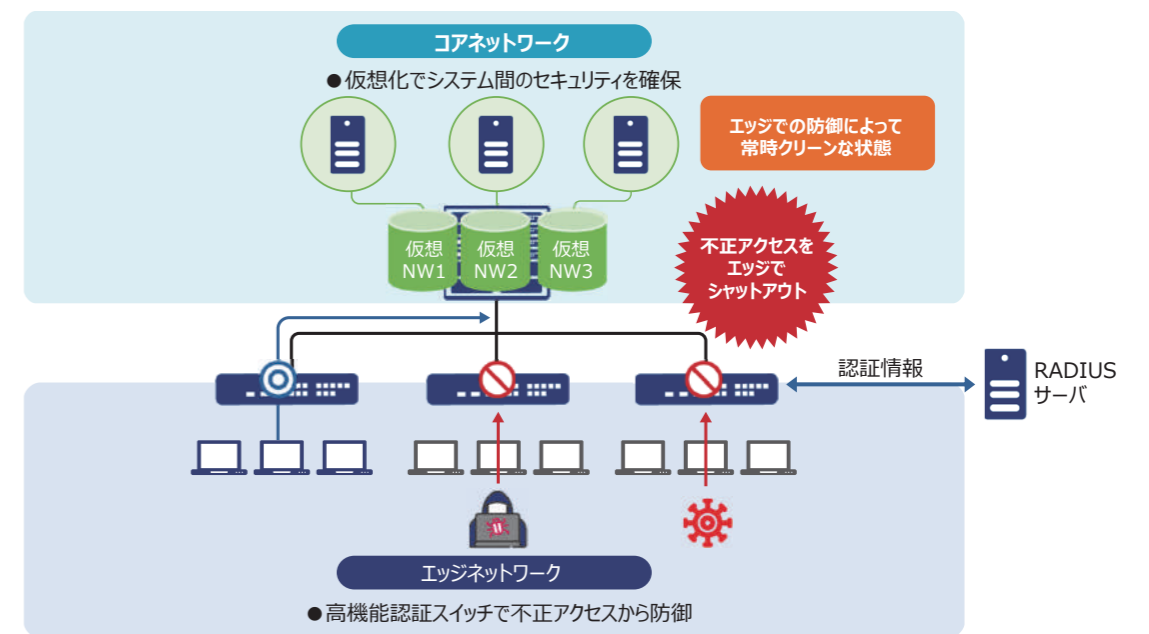 コアネットワーク
●仮想化でシステム間のセキュリティを確保
エッジでの防御によって
常時クリーンな状態
仮想
NW1
仮想
NW2
仮想
NW3
不正アクセスを
エッジで
シャットアウト
認証情報
RADIUS
サーバ
エッジネットワーク
●高機能認証スイッチで不正アクセスから防御